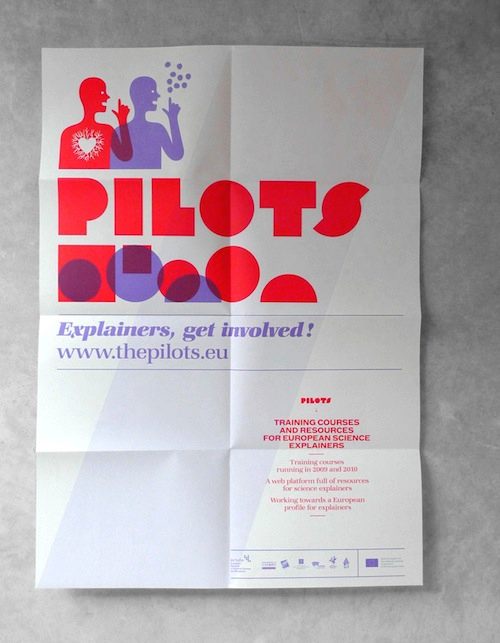 PILOTS
Explainers, get involved!
www.thepilots.eu
PILOTS
TRAINING COURSES
AND RESOURCES
FOR EUROPEAN SCIENCE
EXPLAINERS
Training courses
running in 2009 and 2010
A web platform full of resources
for science explainers
Working towards a European
profile for explainers